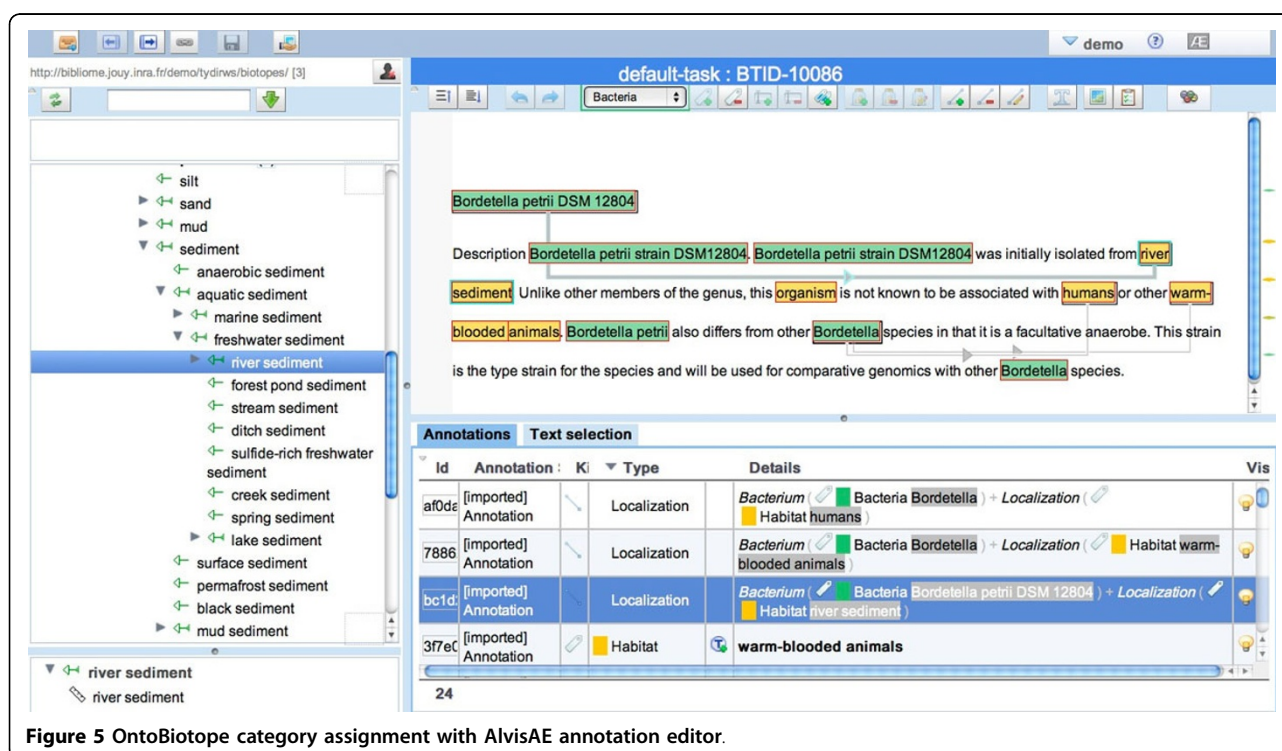 demo
http://bibliome.jouy.inra.fr/demo/tydirws/biotopes/ [3]
silt
sand
mud
sediment
anaerobic sediment
aquatic sediment
marine sediment
freshwater sediment
river sediment
forest pond sediment
stream sediment
ditch sediment
sulfide-rich freshwater
sediment
creek sediment
spring sediment
lake sediment
surface sediment
permafrost sediment
black sediment
mud sediment
river sediment
river sediment
default-task : BTID-10086
Bacteria
Bordetella petrii DSM 12804
Description Bordetella petrii strain DSM12804. Bordetella petrii strain DSM12804 was initially isolated from river
sediment Unlike other members of the genus, this organism is not known to be associated with humans or other warm-
blooded animals. Bordetella petrii also differs from other Bordetella species in that it is a facultative anaerobe. This strain
is the type strain for the species and will be used for comparative genomics with other Bordetella species.
Annotations Text selection
Id Annotation Ki Type Details Vis
af0da [imported] Annotation Localization Bacterium ( Bacteria Bordetella ) + Localization (
Habitat humans )
7886 [imported] Annotation Localization Bacterium ( Bacteria Bordetella ) + Localization ( Habitat warm-
blooded animals )
bc1d [imported] Annotation Localization Bacterium ( Bacteria Bordetella petrii DSM 12804 ) + Localization (
Habitat river sediment )
3f7e0 [imported] Annotation Habitat warm-blooded animals
24
Figure 5 OntoBiotope category assignment with AlvisAE annotation editor.